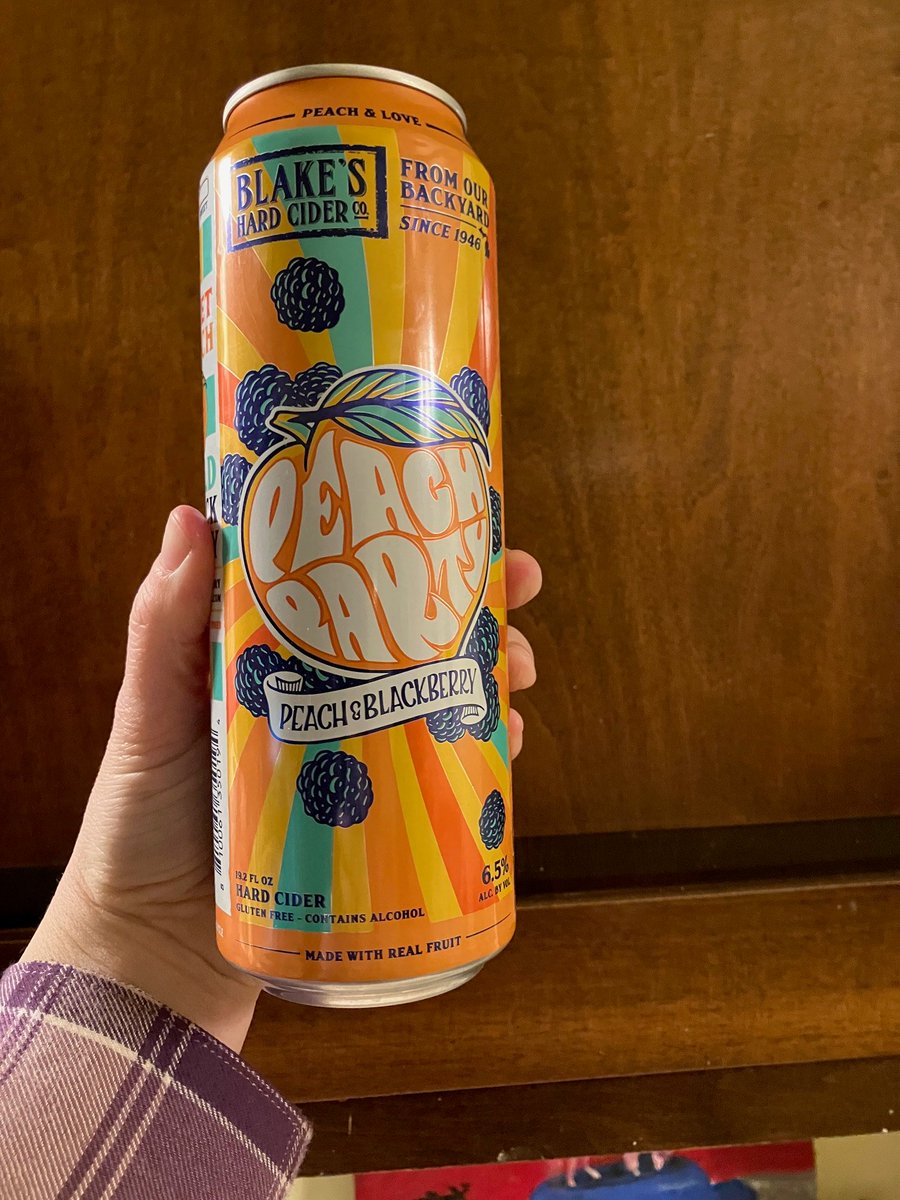 PEACH & LOVE
BLAKE'S
HARD CIDER CO.
FROM OUR
BACKYARD
SINCE 1946
PEACH
PARTY
PEACH & BLACKBERRY
19.2 FL OZ
HARD CIDER
GLUTEN FREE - CONTAINS ALCOHOL
6.5%
ALC. BY VOL.
MADE WITH REAL FRUIT